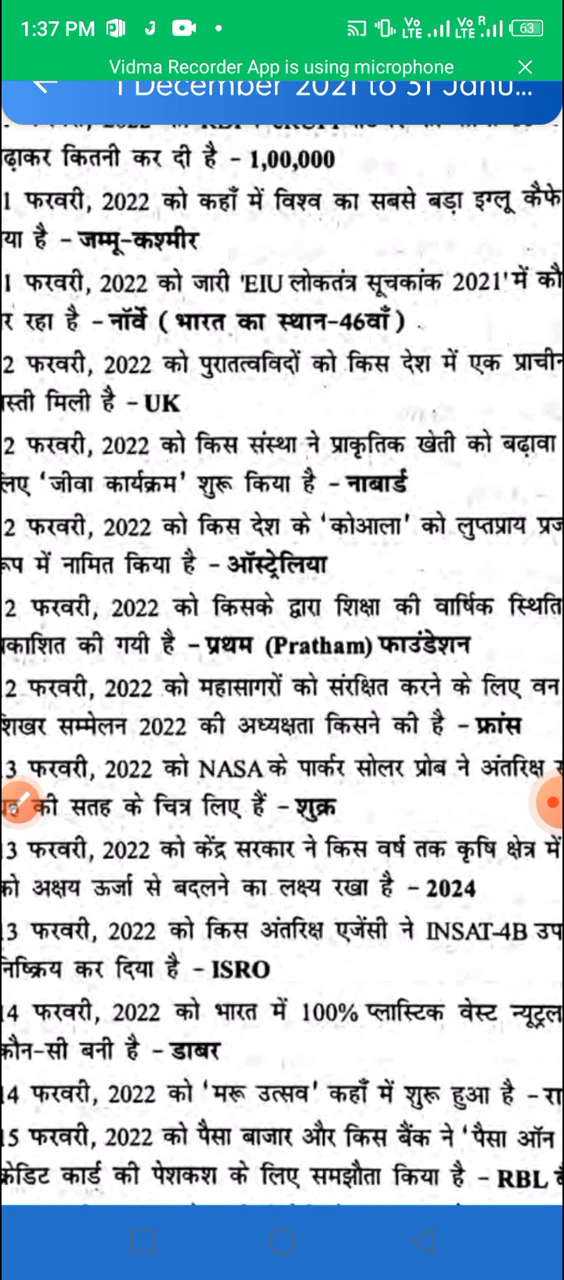 1:37 PM
Vo LTE Vo R LTE 63
Vidma Recorder App is using microphone
1 December 2021 to 31 Janu...
ढ़ाकर कितनी कर दी है - 1,00,000
1 फरवरी, 2022 को कहाँ में विश्व का सबसे बड़ा इग्लू कैफे
या है - जम्मू-कश्मीर
1 फरवरी, 2022 को जारी 'EIU लोकतंत्र सूचकांक 2021' में कौ
र रहा है - नॉर्वे ( भारत का स्थान-46वाँ )
2 फरवरी, 2022 को पुरातत्वविदों को किस देश में एक प्राचीन
स्ती मिली है - UK
2 फरवरी, 2022 को किस संस्था ने प्राकृतिक खेती को बढ़ावा
लिए 'जीवा कार्यक्रम' शुरू किया है - नाबार्ड
2 फरवरी, 2022 को किस देश के 'कोआला' को लुप्तप्राय प्रज
रूप में नामित किया है - ऑस्ट्रेलिया
2 फरवरी, 2022 को किसके द्वारा शिक्षा की वार्षिक स्थिति
काशित की गयी है - प्रथम (Pratham) फाउंडेशन
2 फरवरी, 2022 को महासागरों को संरक्षित करने के लिए वन
शिखर सम्मेलन 2022 की अध्यक्षता किसने की है - फ्रांस
3 फरवरी, 2022 को NASA के पार्कर सोलर प्रोब ने अंतरिक्ष
की सतह के चित्र लिए हैं - शुक्र
13 फरवरी, 2022 को केंद्र सरकार ने किस वर्ष तक कृषि क्षेत्र में
को अक्षय ऊर्जा से बदलने का लक्ष्य रखा है - 2024
3 फरवरी, 2022 को किस अंतरिक्ष एजेंसी ने INSAT-4B उप
निष्क्रिय कर दिया है - ISRO
14 फरवरी, 2022 को भारत में 100% प्लास्टिक वेस्ट न्यूट्रल
कौन-सी बनी है - डाबर
14 फरवरी, 2022 को 'मरू उत्सव' कहाँ में शुरू हुआ है - रा
15 फरवरी, 2022 को पैसा बाजार और किस बैंक ने 'पैसा ऑन
क्रेडिट कार्ड की पेशकश के लिए समझौता किया है - RBL